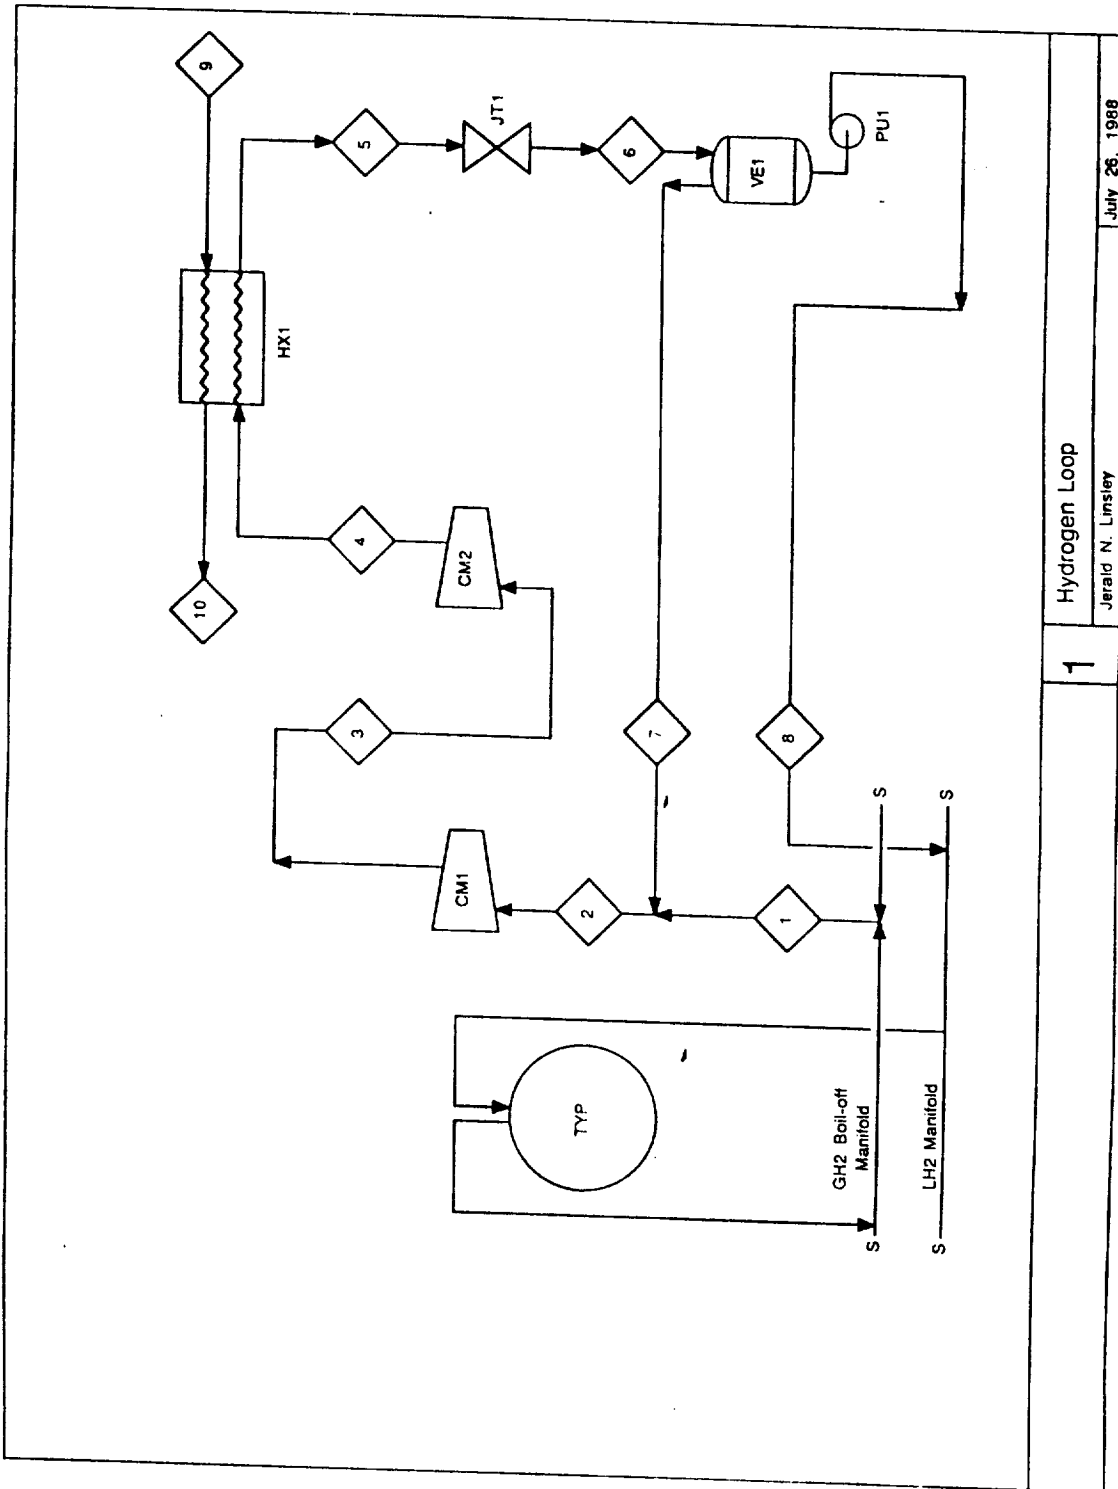 9
10
HX1
5
JT1
6
4
CM2
3
VE1
PU1
CM1
7
2
8
1
TYP
GH2 Boil-off
Manifold
S
S
LH2 Manifold
S
S
1
Hydrogen Loop
Jerald N. Linsley
July 26, 1988